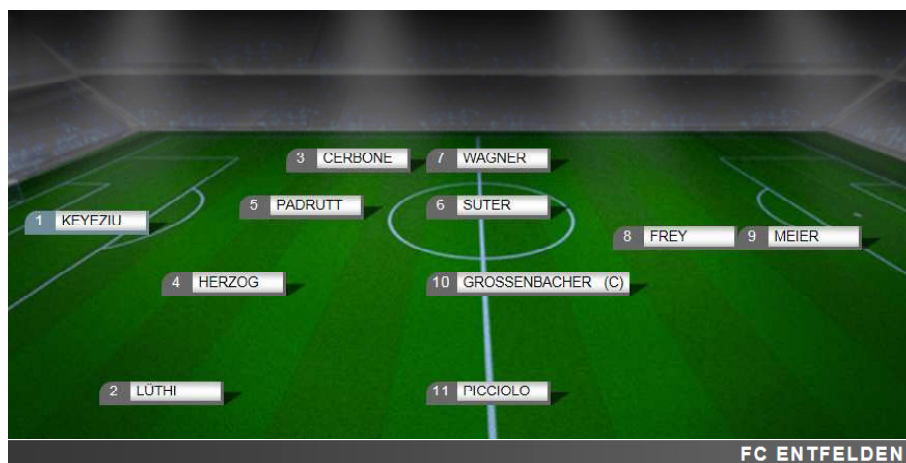 3 CERBONE
7 WAGNER
5 PADRUTT
6 SUTER
1 KEYEZIU
8 FREY
9 MEIER
4 HERZOG
10 GROSSENBACHER (C)
2 LÜTHI
11 PICCIOLO
FC ENTFELDEN